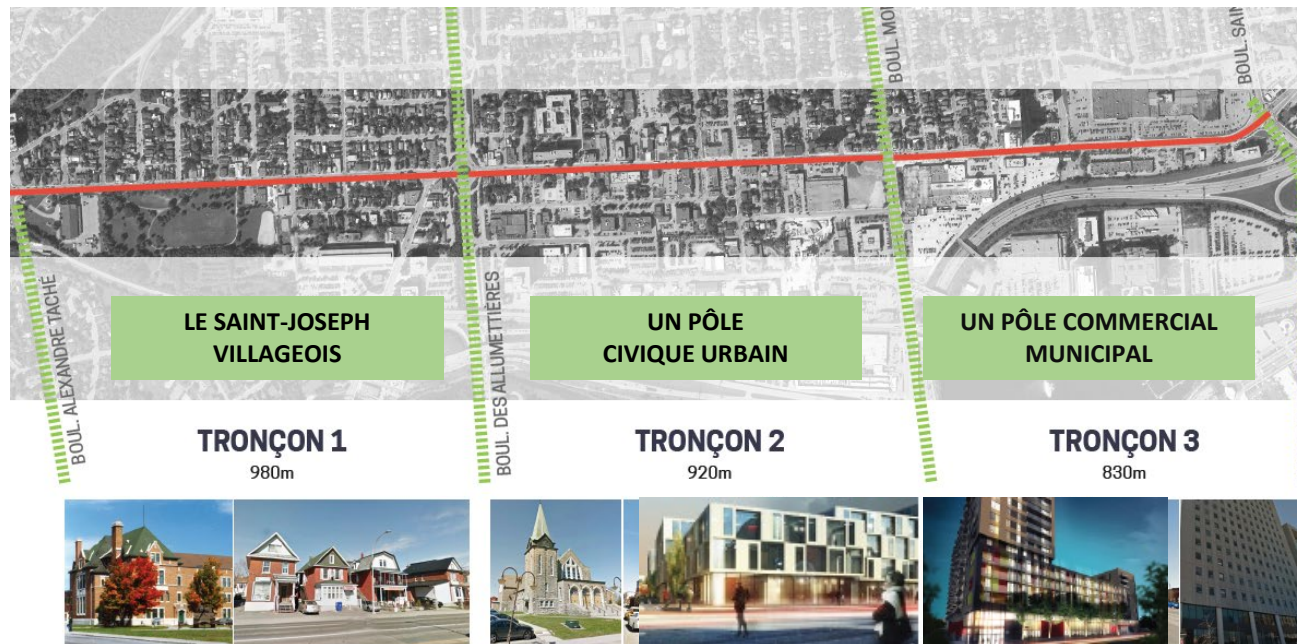 BOUL. MO
BOUL. SAIN
BOUL. ALEXANDRE TACHÉ
BOUL. DES ALLUMETTIÈRES
LE SAINT-JOSEPH
VILLAGEOIS
UN PÔLE
CIVIQUE URBAIN
UN PÔLE COMMERCIAL
MUNICIPAL
TRONÇON 1
980m
TRONÇON 2
920m
TRONÇON 3
830m